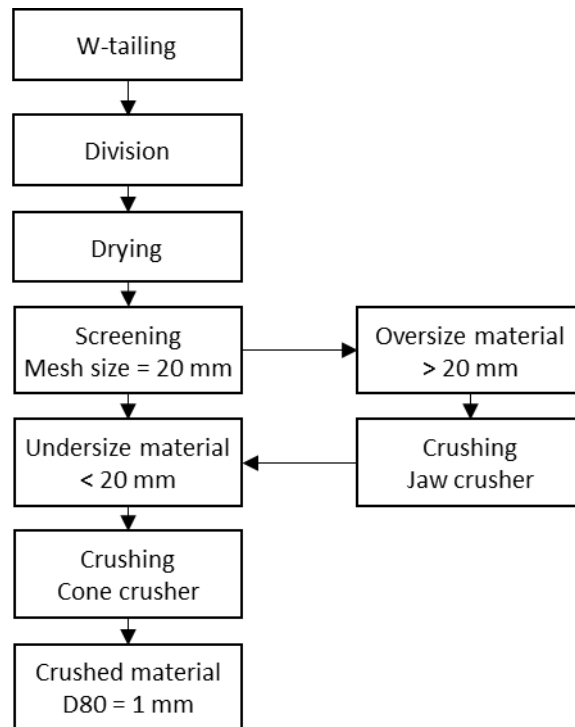 W-tailing
Division
Drying
Screening
Mesh size = 20 mm
Oversize material
> 20 mm
Undersize material
< 20 mm
Crushing
Jaw crusher
Crushing
Cone crusher
Crushed material
D80 = 1 mm